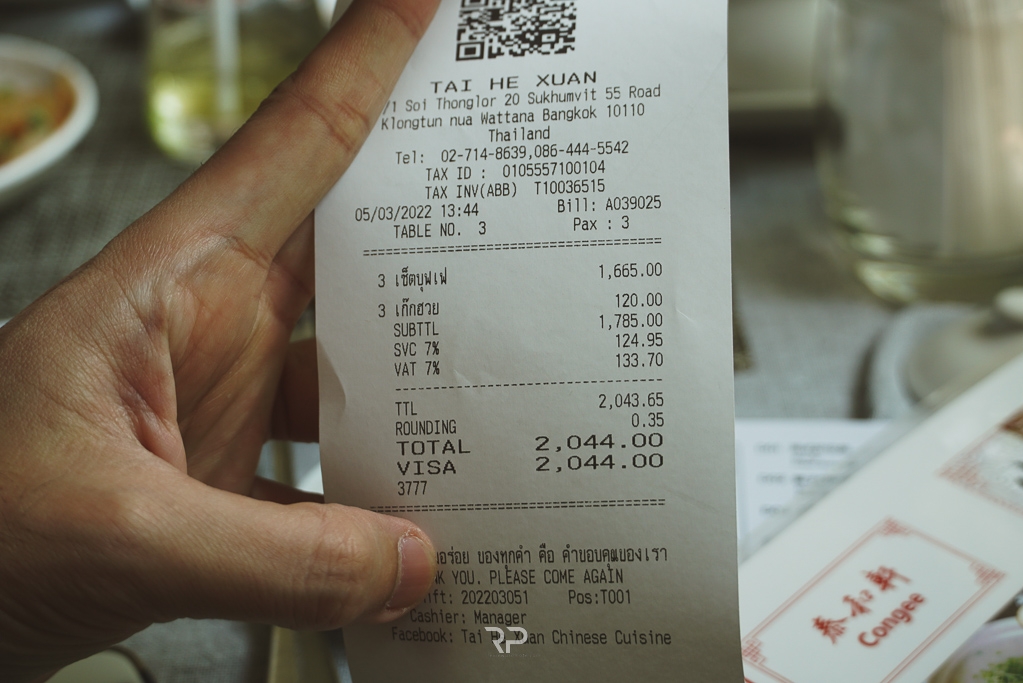 TAI HE XUAN
/1 Soi Thonglor 20 Sukhumvit 55 Road
Klongtun nua Wattana Bangkok 10110
Thailand
Tel: 02-714-8639,086-444-5542
TAX ID : 0105557100104
TAX INV(ABB) T10036515
05/03/2022 13:44 Bill: A039025
TABLE NO. 3 Pax : 3
3 เซ็ตบุฟเฟ่ 1,665.00
3 เก๊กฮวย 120.00
SUBTTL 1,785.00
SVC 7% 124.95
VAT 7% 133.70
TTL 2,043.65
ROUNDING 0.35
TOTAL 2,044.00
VISA 2,044.00
3777
ของทุกคำ คือ คำขอบคุณของเรา
YOU. PLEASE COME AGAIN
ift: 202203051 Pos:T001
Cashier: Manager
Facebook: Tai He Xuan Chinese Cuisine
RP
泰和軒
Congee